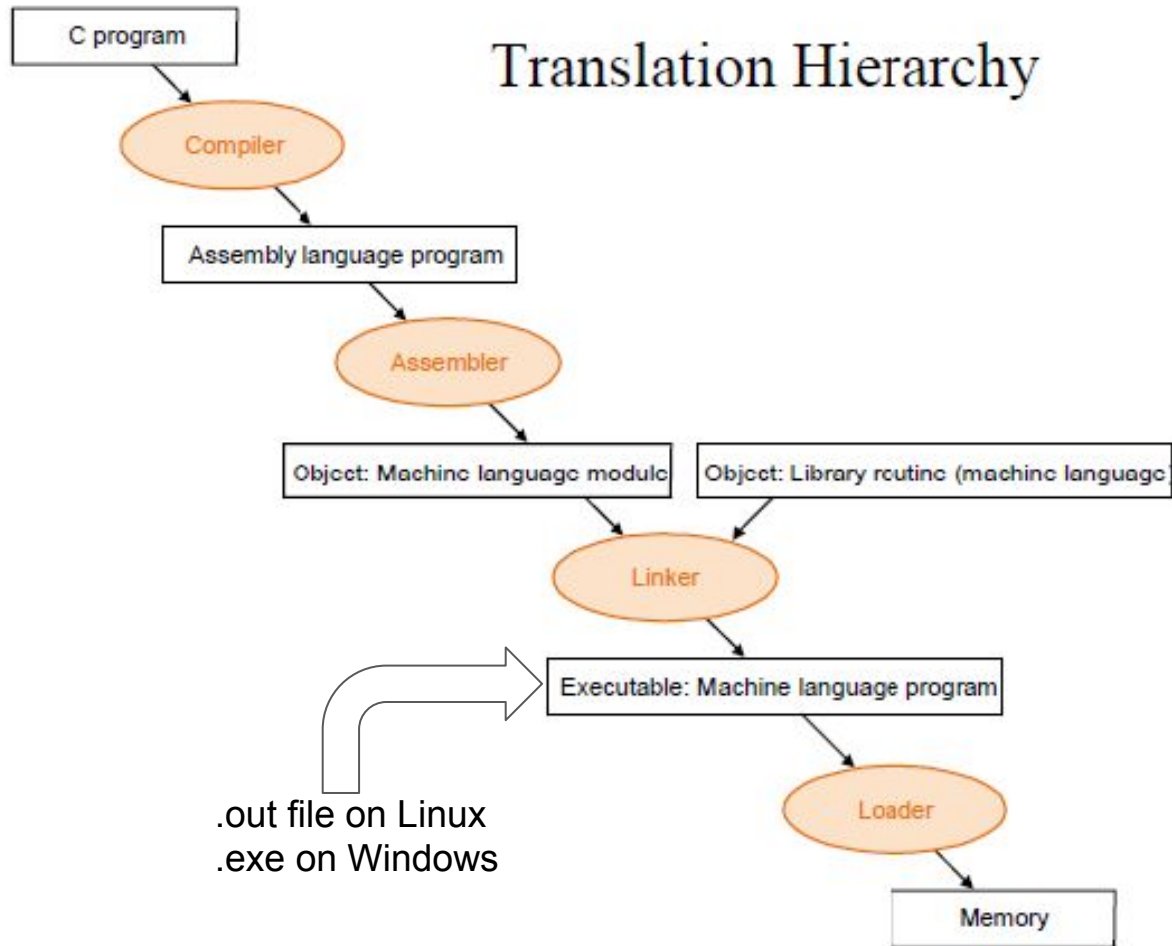 C program
Translation Hierarchy
Compiler
Assembly language program
Assembler
Object: Machine language module
Object: Library routine (machine language)
Linker
Executable: Machine language program
.out file on Linux
.exe on Windows
Loader
Memory